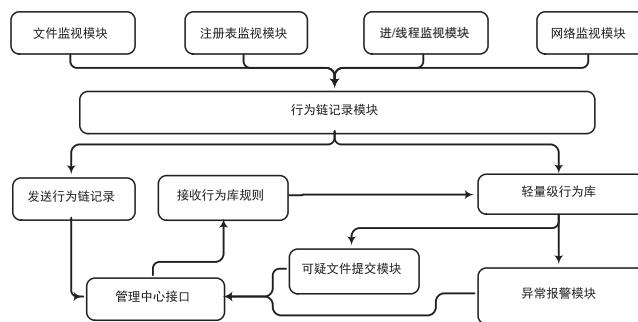 文件监视模块
注册表监视模块
进/线程监视模块
网络监视模块
行为链记录模块
发送行为链记录
接收行为库规则
轻量级行为库
可疑文件提交模块
管理中心接口
异常报警模块